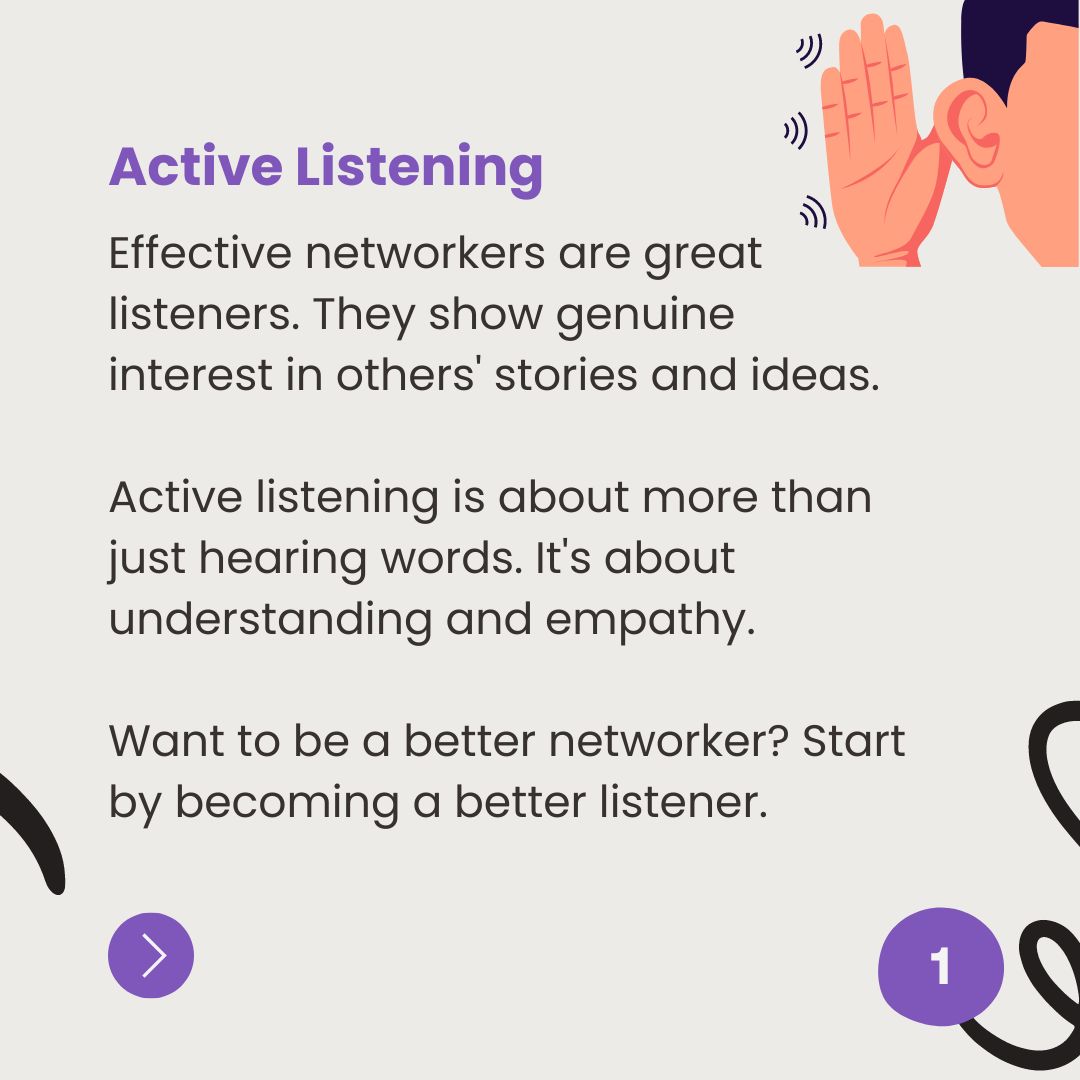 Active Listening
Effective networkers are great
listeners. They show genuine
interest in others' stories and ideas.
Active listening is about more than
just hearing words. It's about
understanding and empathy.
Want to be a better networker? Start
by becoming a better listener.
1